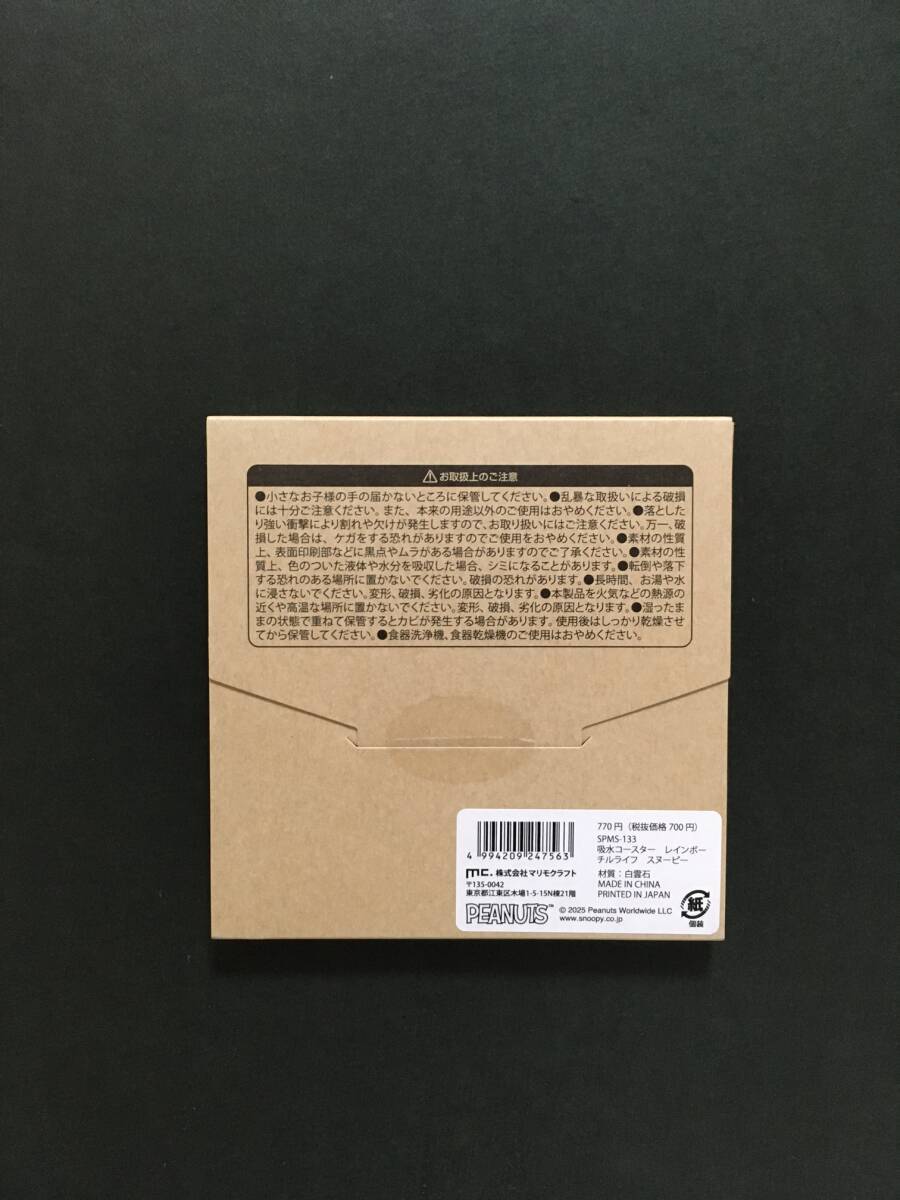 お取扱上のご注意
●小さなお子様の手の届かないところに保管してください。●乱暴な取扱いによる破損
には十分ご注意ください。また、本来の用途以外のご使用はおやめください。●落とした
り強い衝撃により割れや欠けが発生しますので、お取り扱いにはご注意ください。万一、破
損した場合は、ケガをする恐れがありますのでご使用をおやめください。●素材の性質
上、表面印刷部などに黒点やムラがある場合がありますのでご了承ください。●素材の性
質上、色のついた液体や水分を吸収した場合、シミになることがあります。●転倒や落下
する恐れのある場所に置かないでください。破損の恐れがあります。●長時間、お湯や水
に浸さないでください。変形、破損、劣化の原因となります。●本製品を火気などの熱源の
近くや高温な場所に置かないでください。変形、破損、劣化の原因となります。●湿ったま
まの状態で重ねて保管するとカビが発生する場合があります。使用後はしっかり乾燥させ
てから保管してください。●食器洗浄機、食器乾燥機のご使用はおやめください。
4 994209 247563
mc. 株式会社マリモクラフト
〒135-0042
東京都江東区木場1-5-15N棟21階
PEANUTS™
© 2025 Peanuts Worldwide LLC
www.snoopy.co.jp
770円（税抜価格 700円）
SPMS-133
吸水コースター　レインボー
チルライフ　スヌーピー
材質：白雲石
MADE IN CHINA
PRINTED IN JAPAN
紙
個装